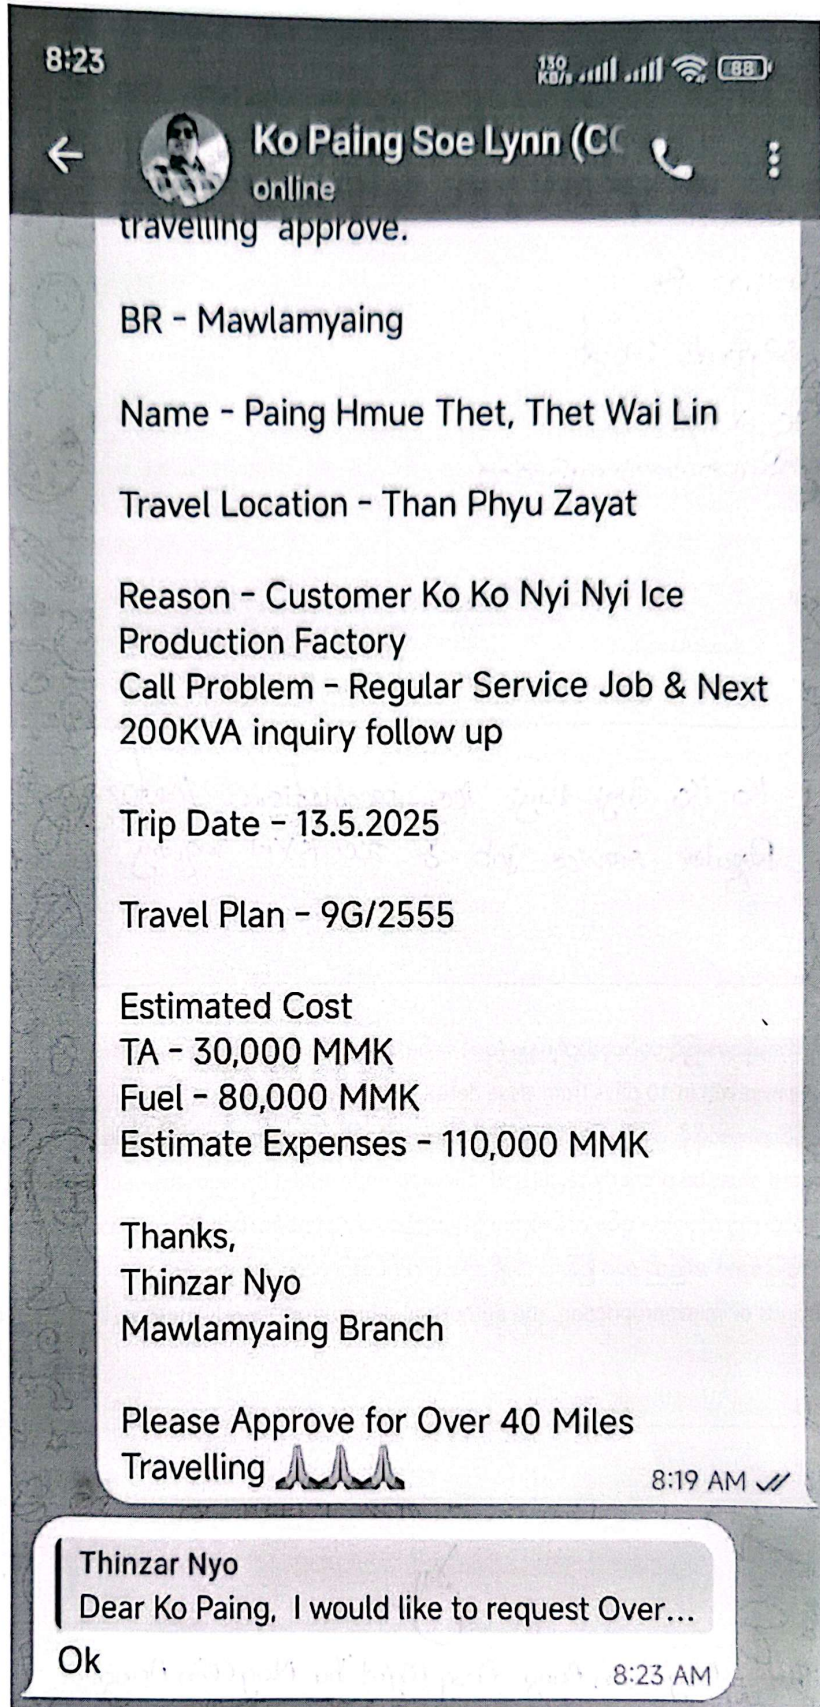 8:23
130
KB/s
88
Ko Paing Soe Lynn (CO
online
travelling approve.
BR - Mawlamyaing
Name - Paing Hmue Thet, Thet Wai Lin
Travel Location - Than Phyu Zayat
Reason - Customer Ko Ko Nyi Nyi Ice
Production Factory
Call Problem - Regular Service Job & Next
200KVA inquiry follow up
Trip Date - 13.5.2025
Travel Plan - 9G/2555
Estimated Cost
TA - 30,000 MMK
Fuel - 80,000 MMK
Estimate Expenses - 110,000 MMK
Thanks,
Thinzar Nyo
Mawlamyaing Branch
Please Approve for Over 40 Miles
Travelling 🙏🙏🙏
8:19 AM
Thinzar Nyo
Dear Ko Paing, I would like to request Over...
Ok
8:23 AM